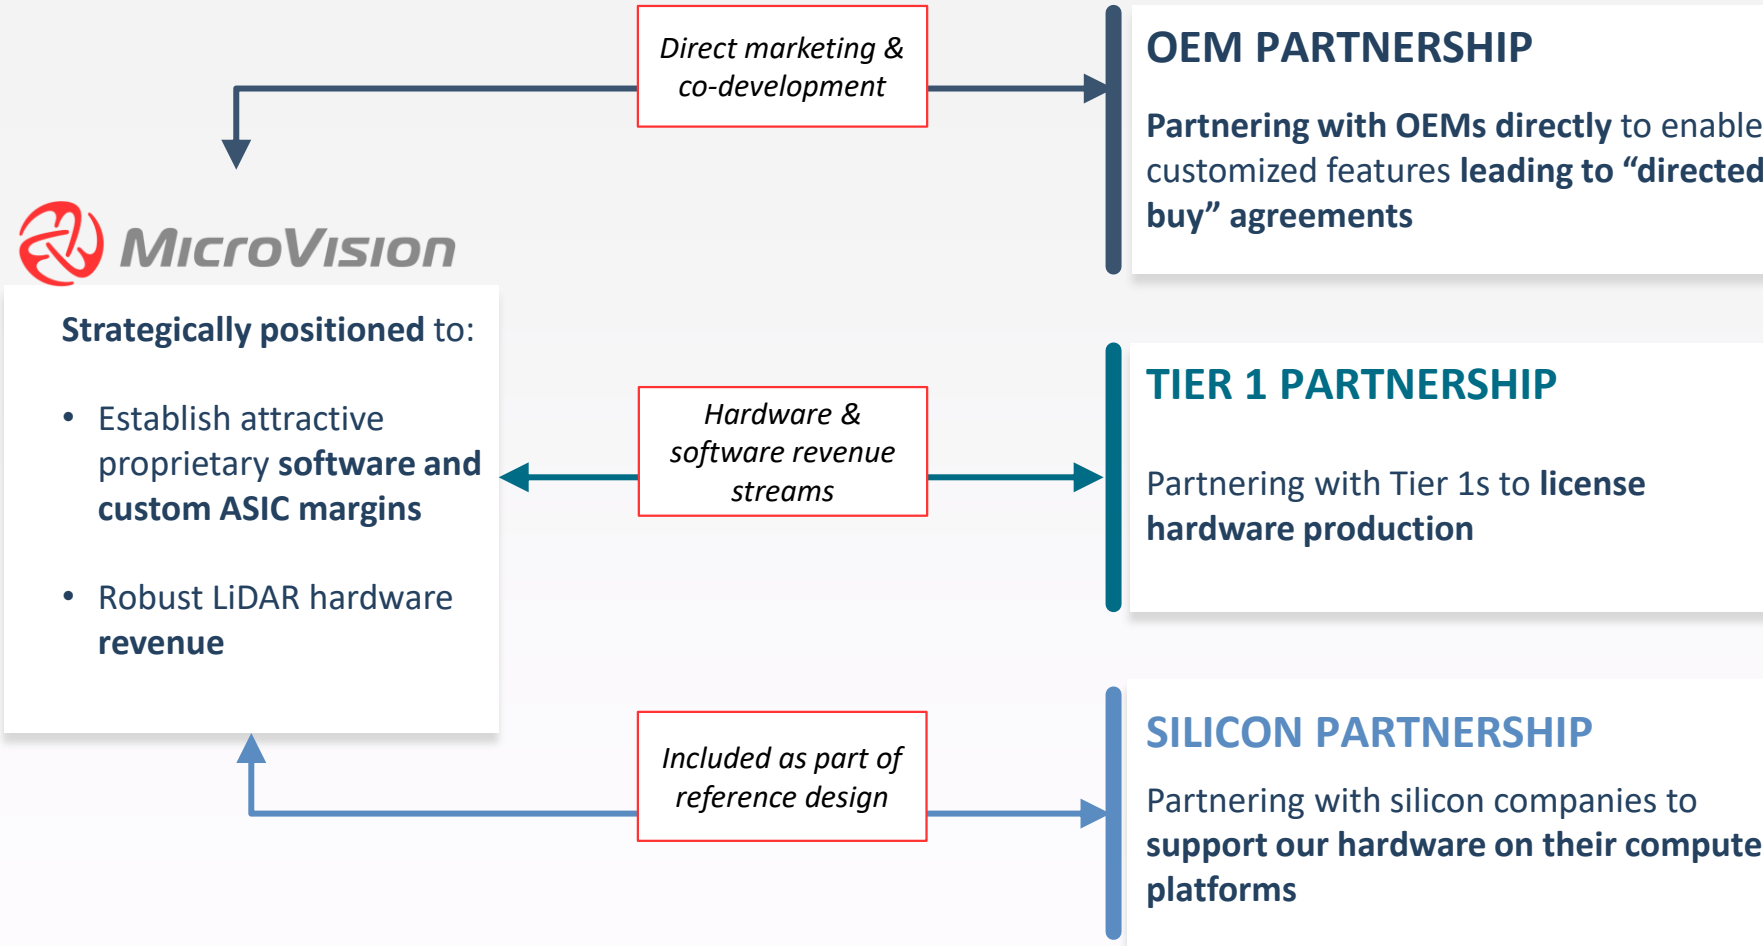 Direct marketing &
co-development
OEM PARTNERSHIP
Partnering with OEMs directly to enable
customized features leading to “directed
buy” agreements
MicroVision
Strategically positioned to:
• Establish attractive
proprietary software and
custom ASIC margins
• Robust LiDAR hardware
revenue
Hardware &
software revenue
streams
TIER 1 PARTNERSHIP
Partnering with Tier 1s to license
hardware production
Included as part of
reference design
SILICON PARTNERSHIP
Partnering with silicon companies to
support our hardware on their compute
platforms